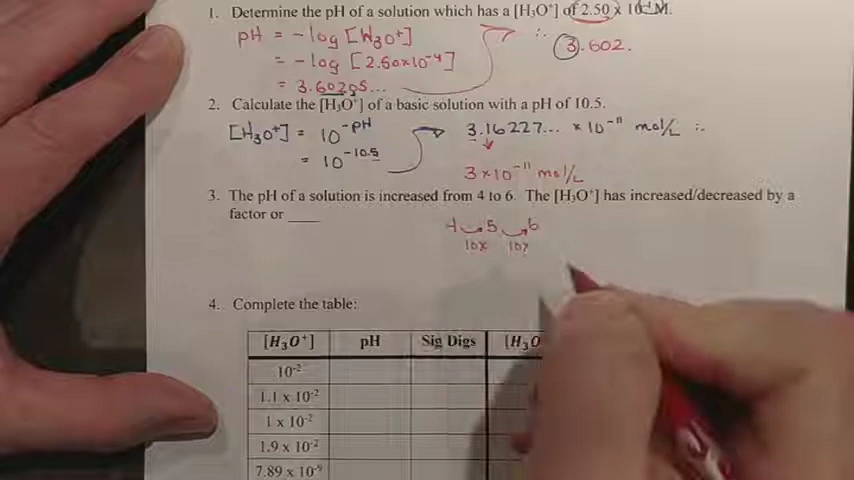 1. Determine the pH of a solution which has a [H₃O⁺] of 2.50 x 10⁻⁴ M.
pH = -log [H₃O⁺]
= -log [2.50x10⁻⁴]
= 3.60205...
∴
3.602.
2. Calculate the [H₃O⁺] of a basic solution with a pH of 10.5.
[H₃O⁺] = 10^-pH
= 10^-10.5
3.16227... x 10⁻¹¹ mol/L ∴
3 x 10⁻¹¹ mol/L
3. The pH of a solution is increased from 4 to 6. The [H₃O⁺] has increased/decreased by a
factor or ____
4 5 6
10x 10x
4. Complete the table:
[H₃O⁺] pH Sig Digs [H₃O
10⁻²
1.1 x 10⁻²
1 x 10⁻²
1.9 x 10⁻²
7.89 x 10⁻⁹